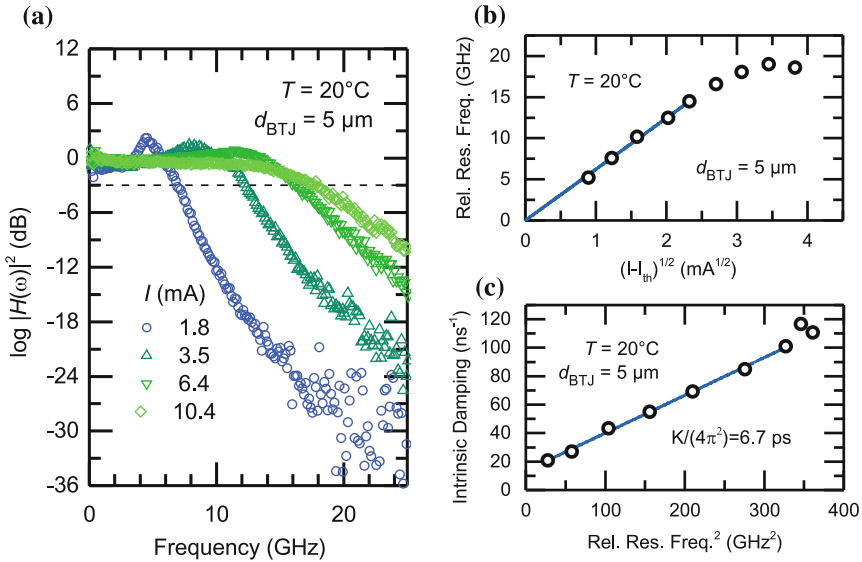 (a)
12
6
0
-6
-12
-18
-24
-30
-36
log |H(ω)|² (dB)
T = 20°C
d_BTJ = 5 µm
I (mA)
1.8
3.5
6.4
10.4
0 10 20
Frequency (GHz)
(b)
20
15
10
5
0
Rel. Res. Freq. (GHz)
T = 20°C
d_BTJ = 5 µm
0 1 2 3 4
(I-I_th)^1/2 (mA^1/2)
(c)
120
100
80
60
40
20
0
Intrinsic Damping (ns⁻¹)
T = 20°C
d_BTJ = 5 µm
K/(4π²)=6.7 ps
0 100 200 300 400
Rel. Res. Freq.² (GHz²)